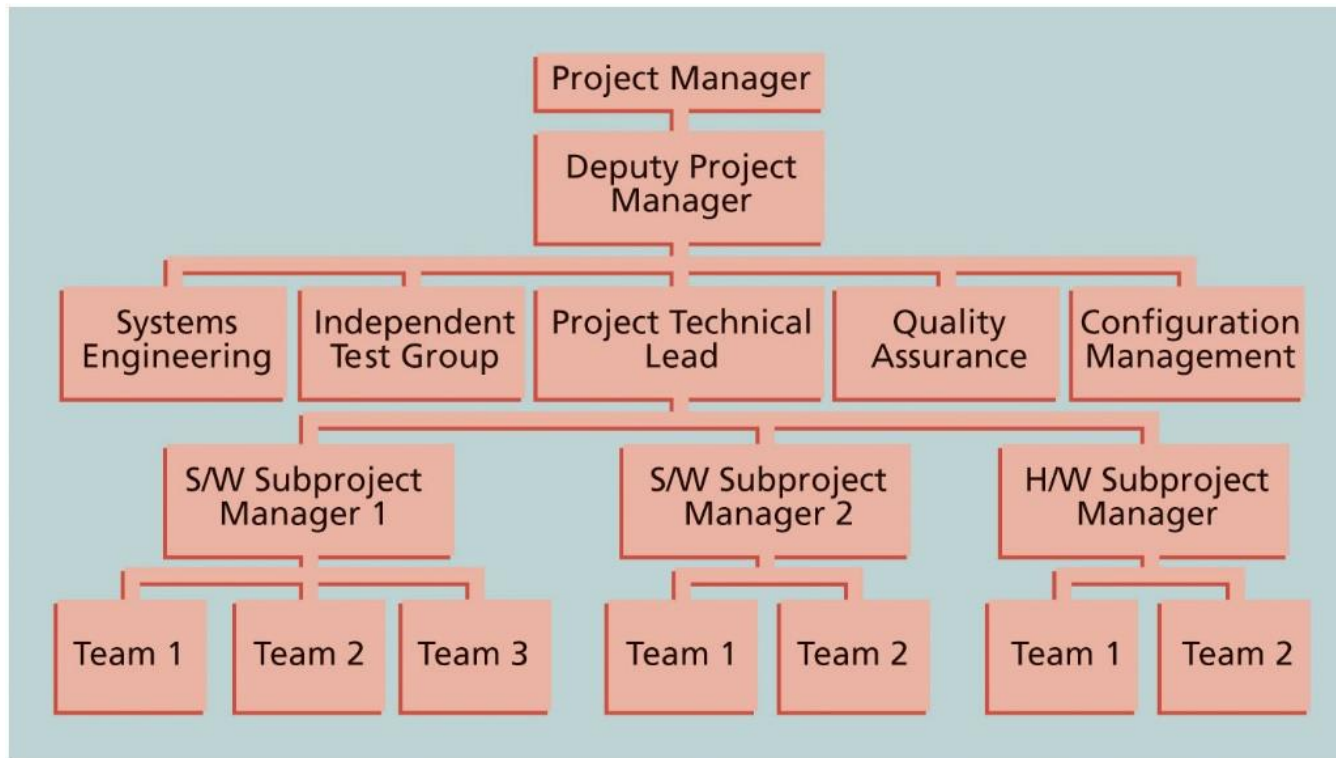 Project Manager
Deputy Project
Manager
Systems
Engineering
Independent
Test Group
Project Technical
Lead
Quality
Assurance
Configuration
Management
S/W Subproject
Manager 1
S/W Subproject
Manager 2
H/W Subproject
Manager
Team 1
Team 2
Team 3
Team 1
Team 2
Team 1
Team 2